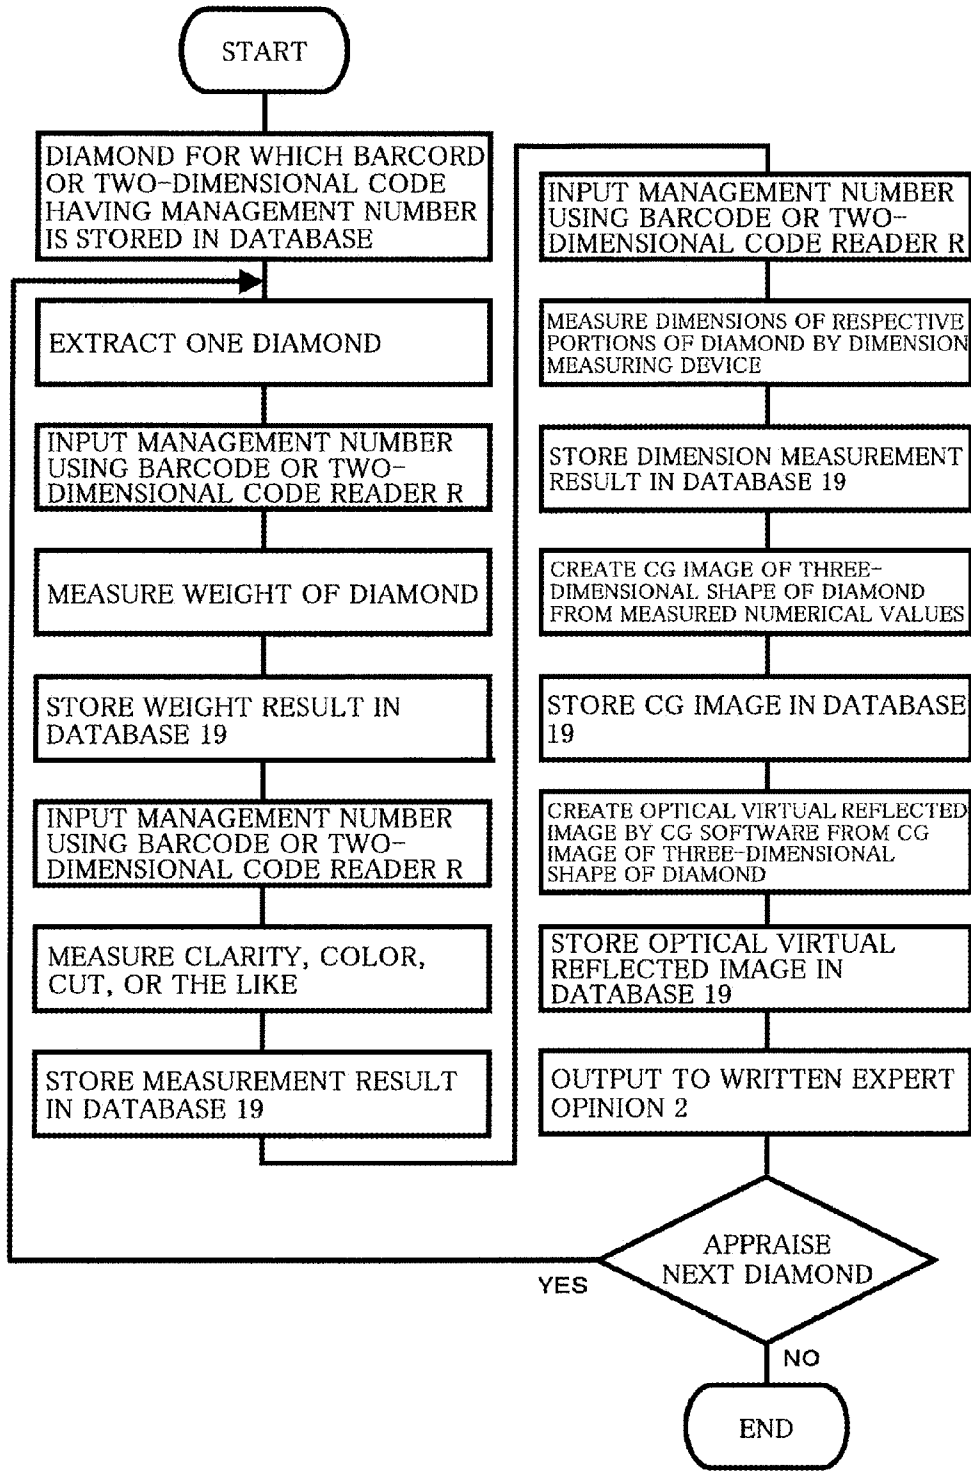 START
DIAMOND FOR WHICH BARCORD
OR TWO-DIMENSIONAL CODE
HAVING MANAGEMENT NUMBER
IS STORED IN DATABASE
EXTRACT ONE DIAMOND
INPUT MANAGEMENT NUMBER
USING BARCODE OR TWO-
DIMENSIONAL CODE READER R
MEASURE WEIGHT OF DIAMOND
STORE WEIGHT RESULT IN
DATABASE 19
INPUT MANAGEMENT NUMBER
USING BARCODE OR TWO-
DIMENSIONAL CODE READER R
MEASURE CLARITY, COLOR,
CUT, OR THE LIKE
STORE MEASUREMENT RESULT
IN DATABASE 19
INPUT MANAGEMENT NUMBER
USING BARCODE OR TWO-
DIMENSIONAL CODE READER R
MEASURE DIMENSIONS OF RESPECTIVE
PORTIONS OF DIAMOND BY DIMENSION
MEASURING DEVICE
STORE DIMENSION MEASUREMENT
RESULT IN DATABASE 19
CREATE CG IMAGE OF THREE-
DIMENSIONAL SHAPE OF DIAMOND
FROM MEASURED NUMERICAL VALUES
STORE CG IMAGE IN DATABASE
19
CREATE OPTICAL VIRTUAL REFLECTED
IMAGE BY CG SOFTWARE FROM CG
IMAGE OF THREE-DIMENSIONAL
SHAPE OF DIAMOND
STORE OPTICAL VIRTUAL
REFLECTED IMAGE IN
DATABASE 19
OUTPUT TO WRITTEN EXPERT
OPINION 2
APPRAISE
NEXT DIAMOND
YES
NO
END